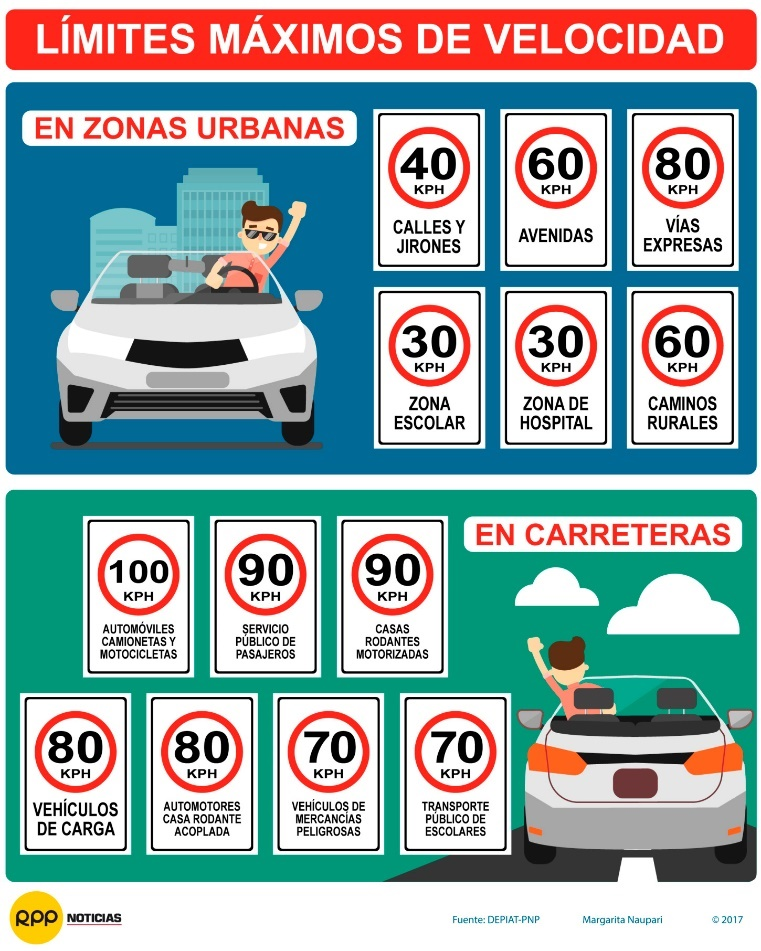 LÍMITES MÁXIMOS DE VELOCIDAD
EN ZONAS URBANAS
40
KPH
CALLES Y
JIRONES
60
KPH
AVENIDAS
80
KPH
VÍAS
EXPRESAS
30
KPH
ZONA
ESCOLAR
30
KPH
ZONA DE
HOSPITAL
60
KPH
CAMINOS
RURALES
EN CARRETERAS
100
KPH
AUTOMÓVILES
CAMIONETAS Y
MOTOCICLETAS
90
KPH
SERVICIO
PÚBLICO DE
PASAJEROS
90
KPH
CASAS
RODANTES
MOTORIZADAS
80
KPH
VEHÍCULOS
DE CARGA
80
KPH
AUTOMOTORES
CASA RODANTE
ACOPLADA
70
KPH
VEHÍCULOS DE
MERCANCÍAS
PELIGROSAS
70
KPH
TRANSPORTE
PÚBLICO DE
ESCOLARES
RPP NOTICIAS
Fuente: DEPIAT-PNP Margarita Naupari © 2017